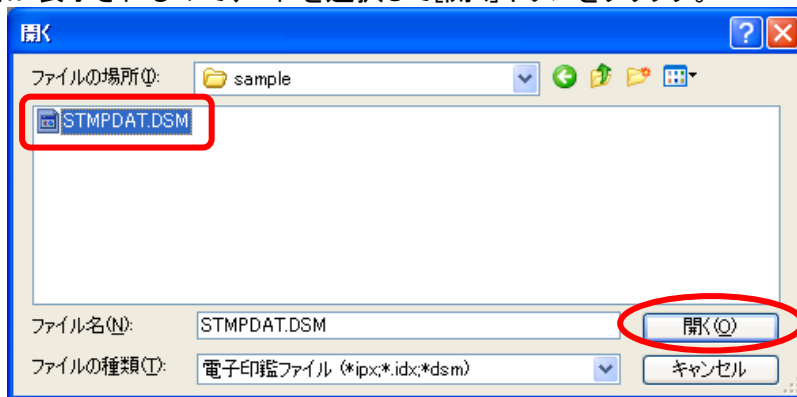 開く
ファイルの場所(I):
sample
STMPDAT.DSM
ファイル名(N):
STMPDAT.DSM
開く(O)
ファイルの種類(T):
電子印鑑ファイル (*ipx;*.idx;*dsm)
キャンセル